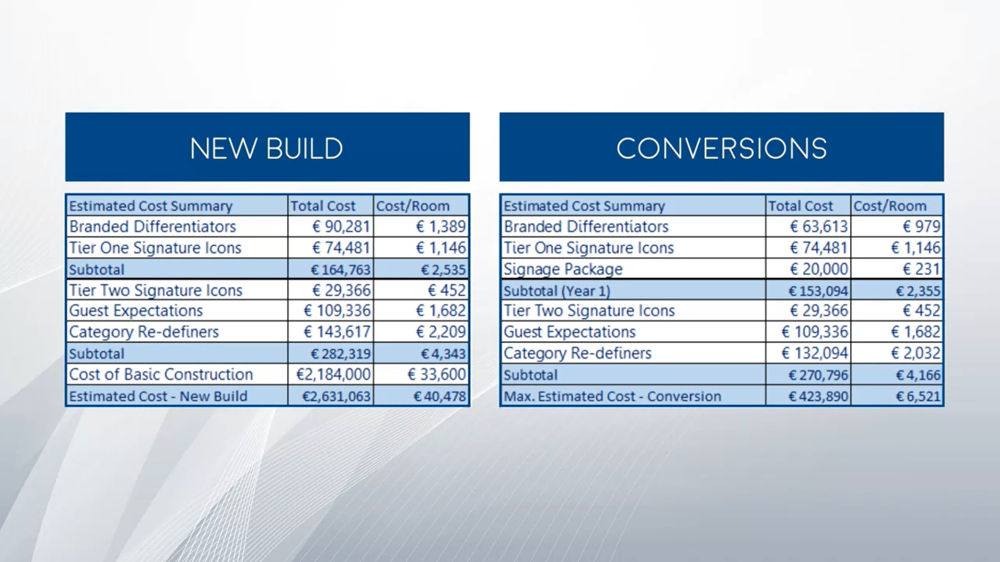 NEW BUILD
Estimated Cost Summary Total Cost Cost/Room
Branded Differentiators € 90,281 € 1,389
Tier One Signature Icons € 74,481 € 1,146
Subtotal € 164,763 € 2,535
Tier Two Signature Icons € 29,366 € 452
Guest Expectations € 109,336 € 1,682
Category Re-definers € 143,617 € 2,209
Subtotal € 282,319 € 4,343
Cost of Basic Construction €2,184,000 € 33,600
Estimated Cost - New Build €2,631,063 € 40,478
CONVERSIONS
Estimated Cost Summary Total Cost Cost/Room
Branded Differentiators € 63,613 € 979
Tier One Signature Icons € 74,481 € 1,146
Signage Package € 20,000 € 231
Subtotal (Year 1) € 153,094 € 2,355
Tier Two Signature Icons € 29,366 € 452
Guest Expectations € 109,336 € 1,682
Category Re-definers € 132,094 € 2,032
Subtotal € 270,796 € 4,166
Max. Estimated Cost - Conversion € 423,890 € 6,521